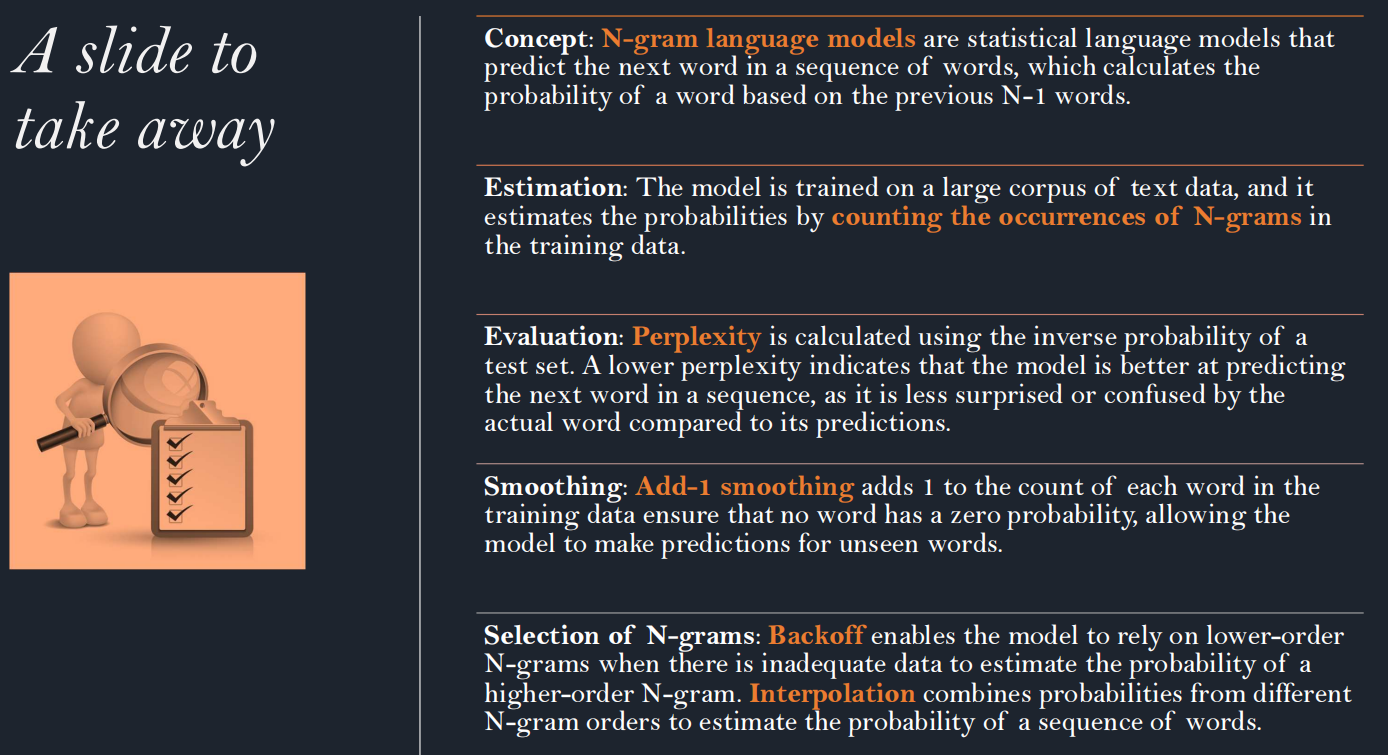 A slide to
take away
Concept: N-gram language models are statistical language models that
predict the next word in a sequence of words, which calculates the
probability of a word based on the previous N-1 words.
Estimation: The model is trained on a large corpus of text data, and it
estimates the probabilities by counting the occurrences of N-grams in
the training data.
Evaluation: Perplexity is calculated using the inverse probability of a
test set. A lower perplexity indicates that the model is better at predicting
the next word in a sequence, as it is less surprised or confused by the
actual word compared to its predictions.
Smoothing: Add-1 smoothing adds 1 to the count of each word in the
training data ensure that no word has a zero probability, allowing the
model to make predictions for unseen words.
Selection of N-grams: Backoff enables the model to rely on lower-order
N-grams when there is inadequate data to estimate the probability of a
higher-order N-gram. Interpolation combines probabilities from different
N-gram orders to estimate the probability of a sequence of words.